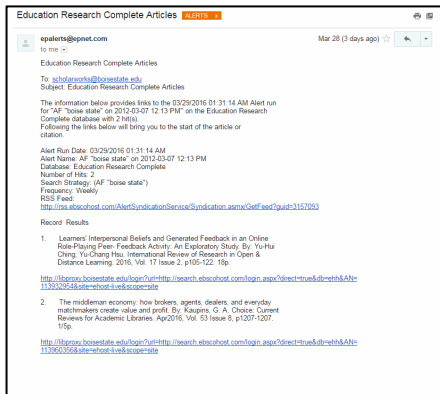 Education Research Complete Articles ALERTS x
epalerts@epnet.com Mar 28 (3 days ago)
to me
Education Research Complete Articles
To: scholarworks@boisestate.edu
Subject: Education Research Complete Articles
The information below provides links to the 03/29/2016 01:31:14 AM Alert run
for "AF "boise state" on 2012-03-07 12:13 PM" on the Education Research
Complete database with 2 hit(s).
Following the links below will bring you to the start of the article or
citation.
Alert Run Date: 03/29/2016 01:31:14 AM
Alert Name: AF "boise state" on 2012-03-07 12:13 PM
Database: Education Research Complete
Number of Hits: 2
Search Strategy: (AF "boise state")
Frequency: Weekly
RSS Feed:
http://rss.ebscohost.com/AlertSyndicationService/Syndication.asmx/GetFeed?guid=3157093
Record Results
1. Learners' Interpersonal Beliefs and Generated Feedback in an Online
Role-Playing Peer- Feedback Activity: An Exploratory Study. By: Yu-Hui
Ching, Yu-Chang Hsu. International Review of Research in Open &
Distance Learning. 2016, Vol. 17 Issue 2, p105-122. 18p.
http://libproxy.boisestate.edu/login?url=http://search.ebscohost.com/login.aspx?direct=true&db=ehh&AN=
113932954&site=ehost-live&scope=site
2. The middleman economy: how brokers, agents, dealers, and everyday
matchmakers create value and profit. By: Kaupins, G. A. Choice: Current
Reviews for Academic Libraries. Apr2016, Vol. 53 Issue 8, p1207-1207.
1/5p.
http://libproxy.boisestate.edu/login?url=http://search.ebscohost.com/login.aspx?direct=true&db=ehh&AN=
113960356&site=ehost-live&scope=site